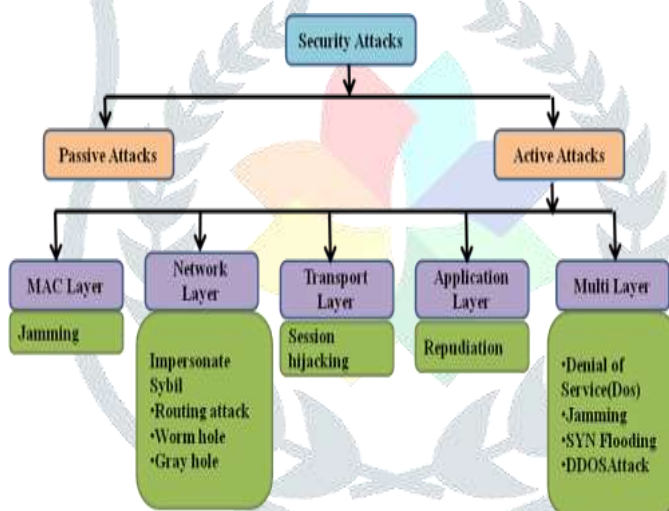 Security Attacks
Passive Attacks
Active Attacks
MAC Layer
Jamming
Network
Layer
Impersonate
Sybil
•Routing attack
•Worm hole
•Gray hole
Transport
Layer
Session
hijacking
Application
Layer
Repudiation
Multi Layer
•Denial of
Service(Dos)
•Jamming
•SYN Flooding
•DDOSAttack